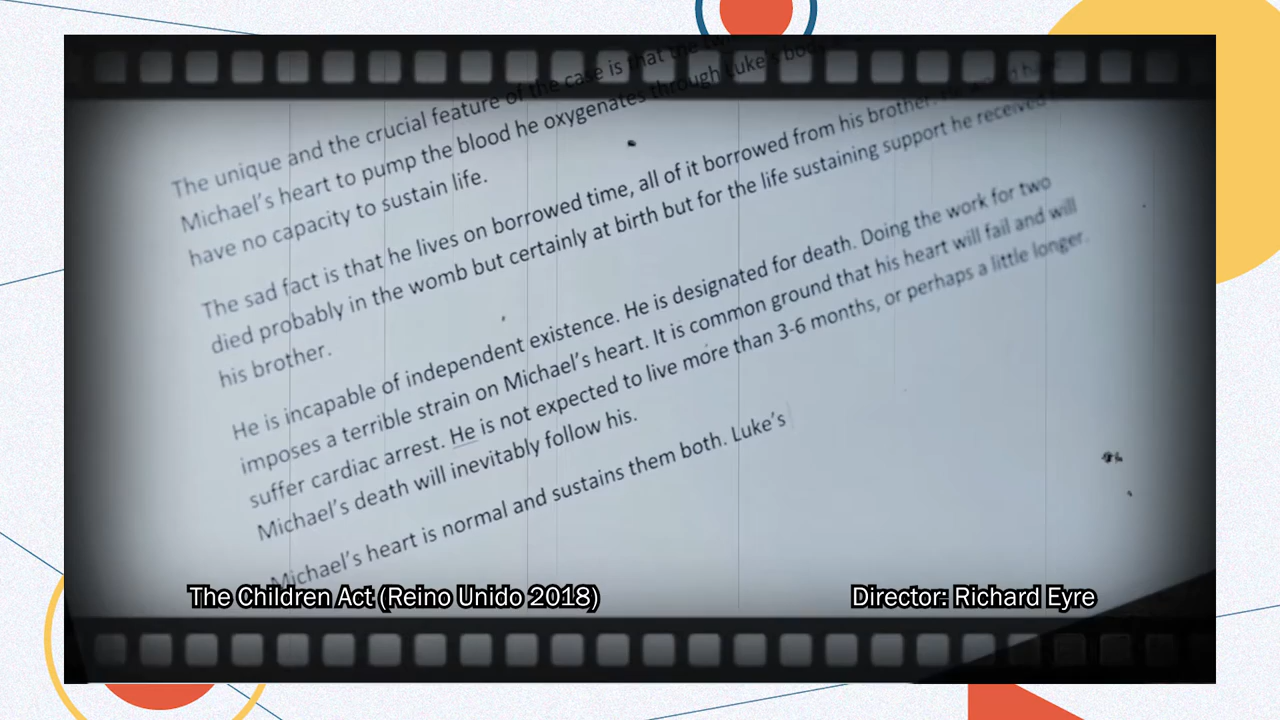 The unique and the crucial feature of the case is that the two
Michael's heart to pump the blood he oxygenates through Luke's body
have no capacity to sustain life.
The sad fact is that he lives on borrowed time, all of it borrowed from his brother. He would have
died probably in the womb but certainly at birth but for the life sustaining support he received
his brother.
He is incapable of independent existence. He is designated for death. Doing the work for two
imposes a terrible strain on Michael's heart. It is common ground that his heart will fail and will
suffer cardiac arrest. He is not expected to live more than 3-6 months, or perhaps a little longer.
Michael's death will inevitably follow his.
Michael's heart is normal and sustains them both. Luke's
The Children Act (Reino Unido 2018)
Director: Richard Eyre